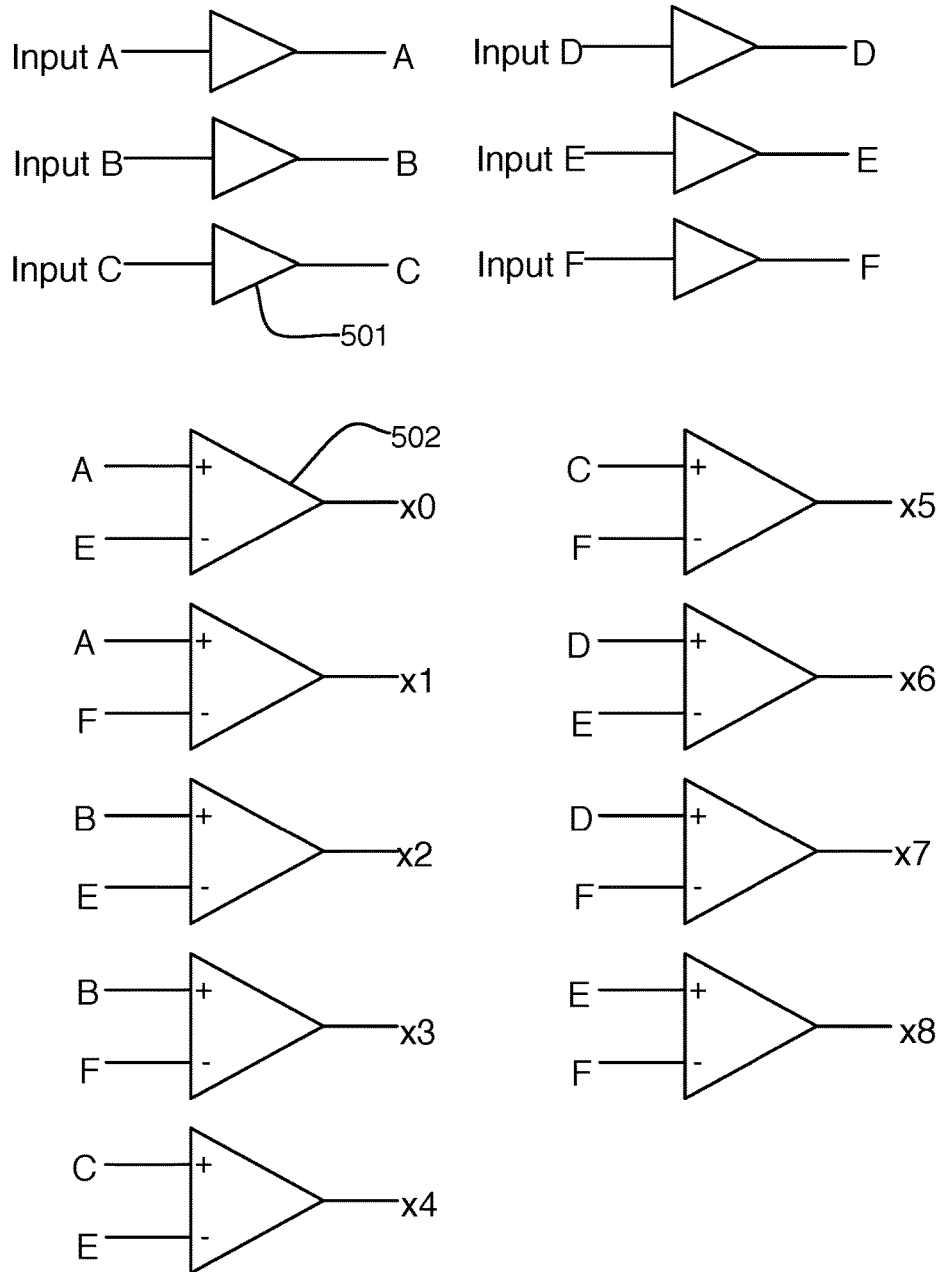 Input A A
Input D D
Input B B
Input E E
Input C C
Input F F
501
502
A + x0
E -
C + x5
F -
A + x1
F -
D + x6
E -
B + x2
E -
D + x7
F -
B + x3
F -
E + x8
F -
C + x4
E -